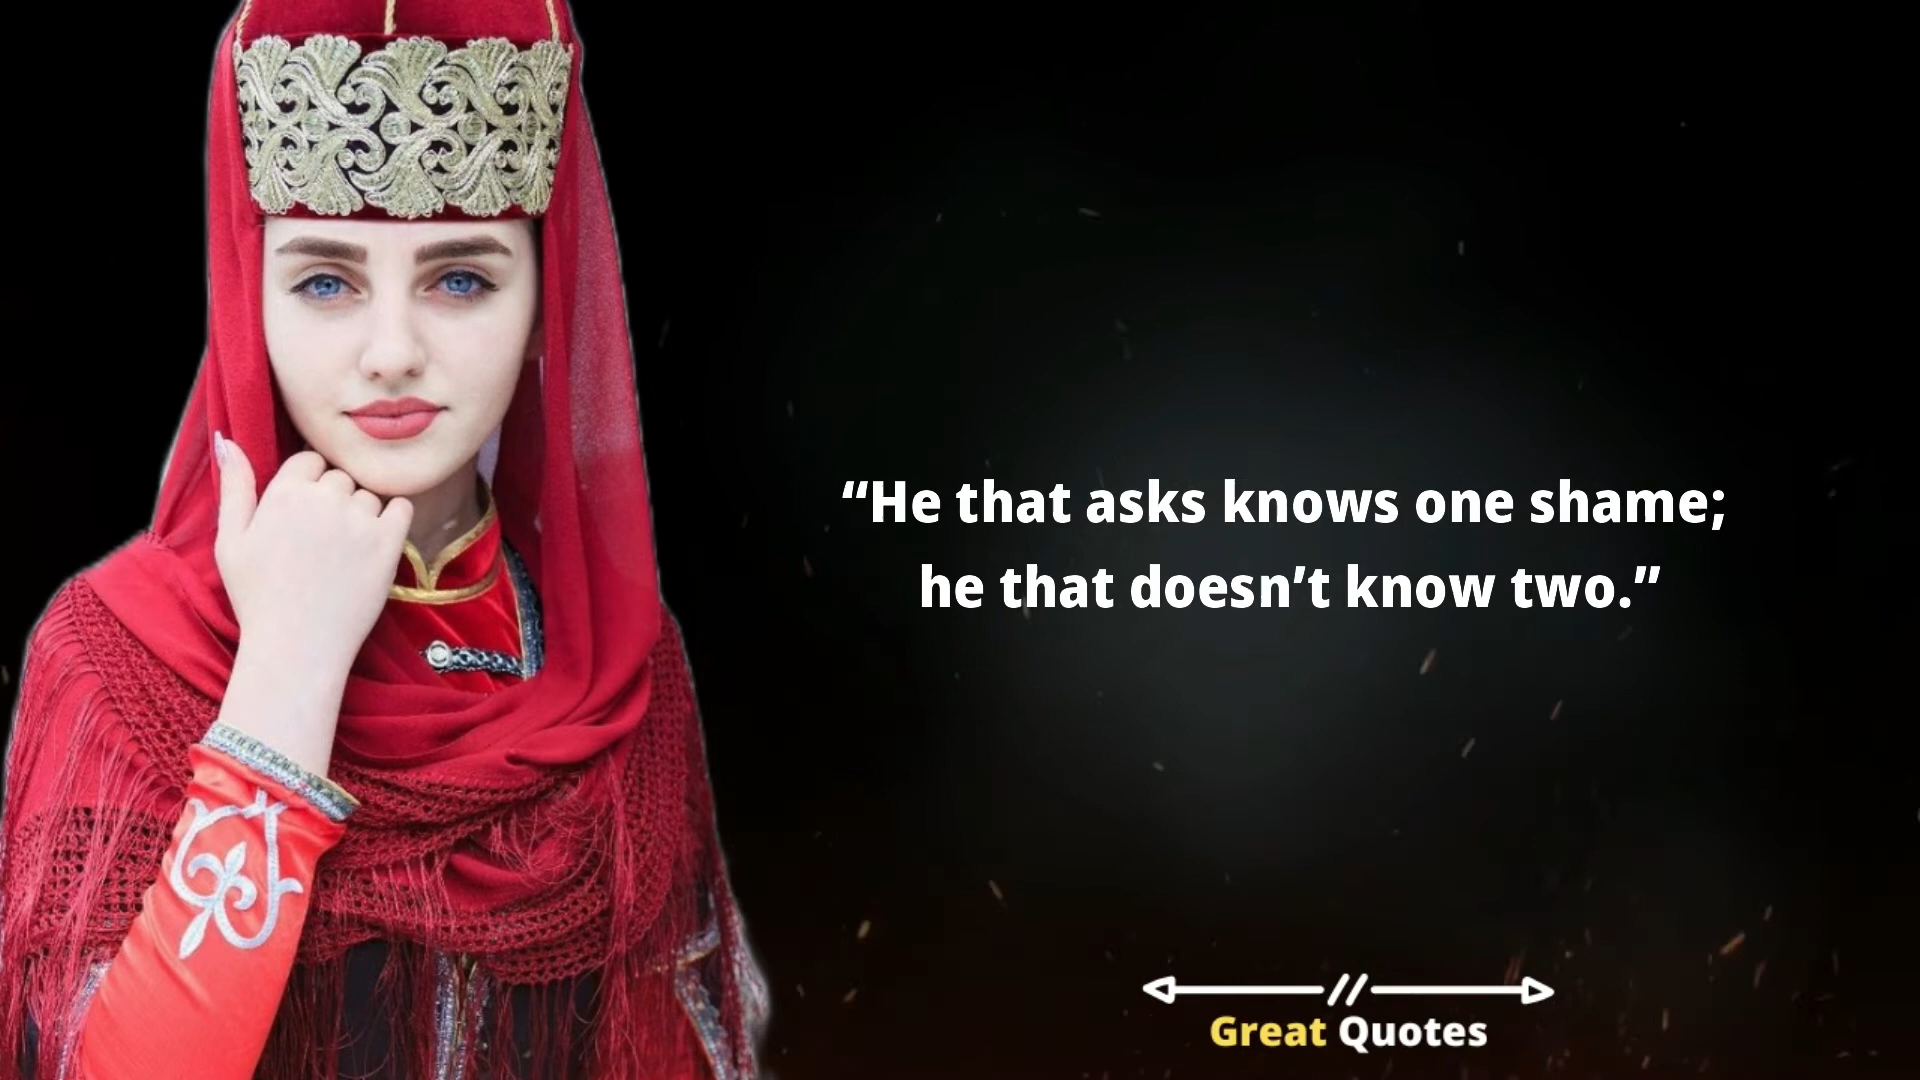 “He that asks knows one shame;
he that doesn’t know two.”
Great Quotes